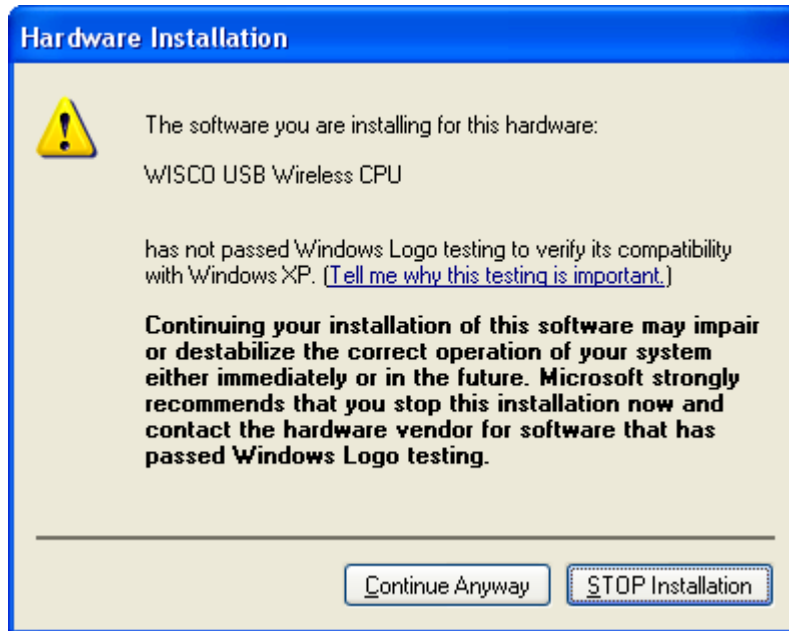 Hardware Installation
The software you are installing for this hardware:
WISCO USB Wireless CPU
has not passed Windows Logo testing to verify its compatibility
with Windows XP. (Tell me why this testing is important.)
Continuing your installation of this software may impair
or destabilize the correct operation of your system
either immediately or in the future. Microsoft strongly
recommends that you stop this installation now and
contact the hardware vendor for software that has
passed Windows Logo testing.
Continue Anyway STOP Installation